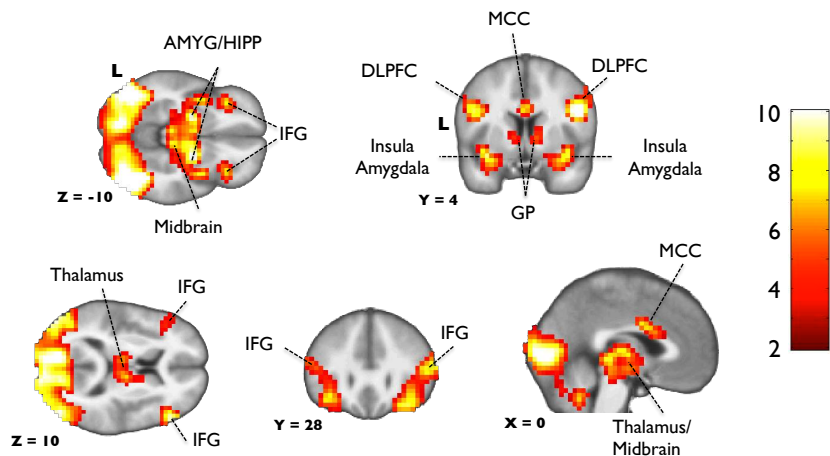 AMYG/HIPP
L
IFG
Z = -10
Midbrain
MCC
DLPFC
DLPFC
L
Insula
Amygdala
Insula
Amygdala
Y = 4
GP
10
8
6
4
2
Thalamus
IFG
Z = 10
IFG
IFG
IFG
Y = 28
MCC
X = 0
Thalamus/
Midbrain